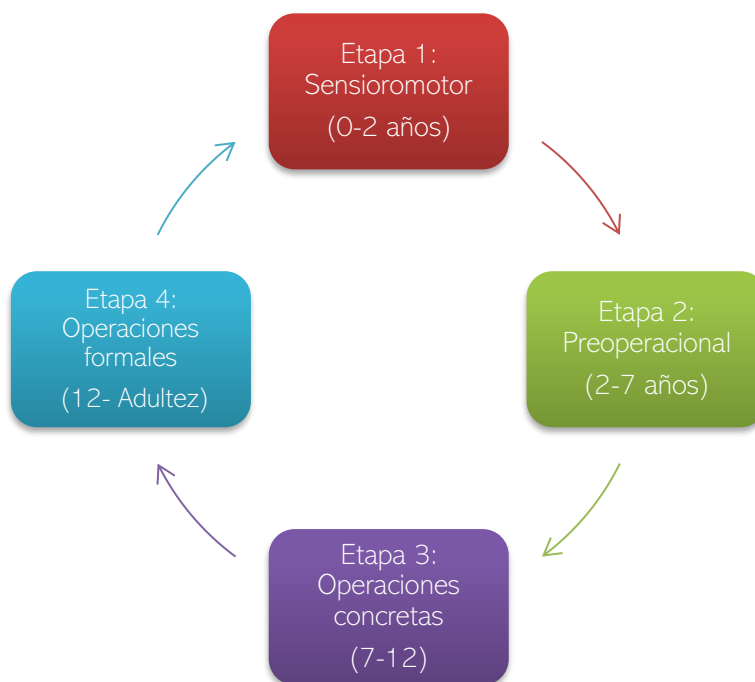 Etapa 1:
Sensioromotor
(0-2 años)
Etapa 2:
Preoperacional
(2-7 años)
Etapa 3:
Operaciones
concretas
(7-12)
Etapa 4:
Operaciones
formales
(12- Adultez)